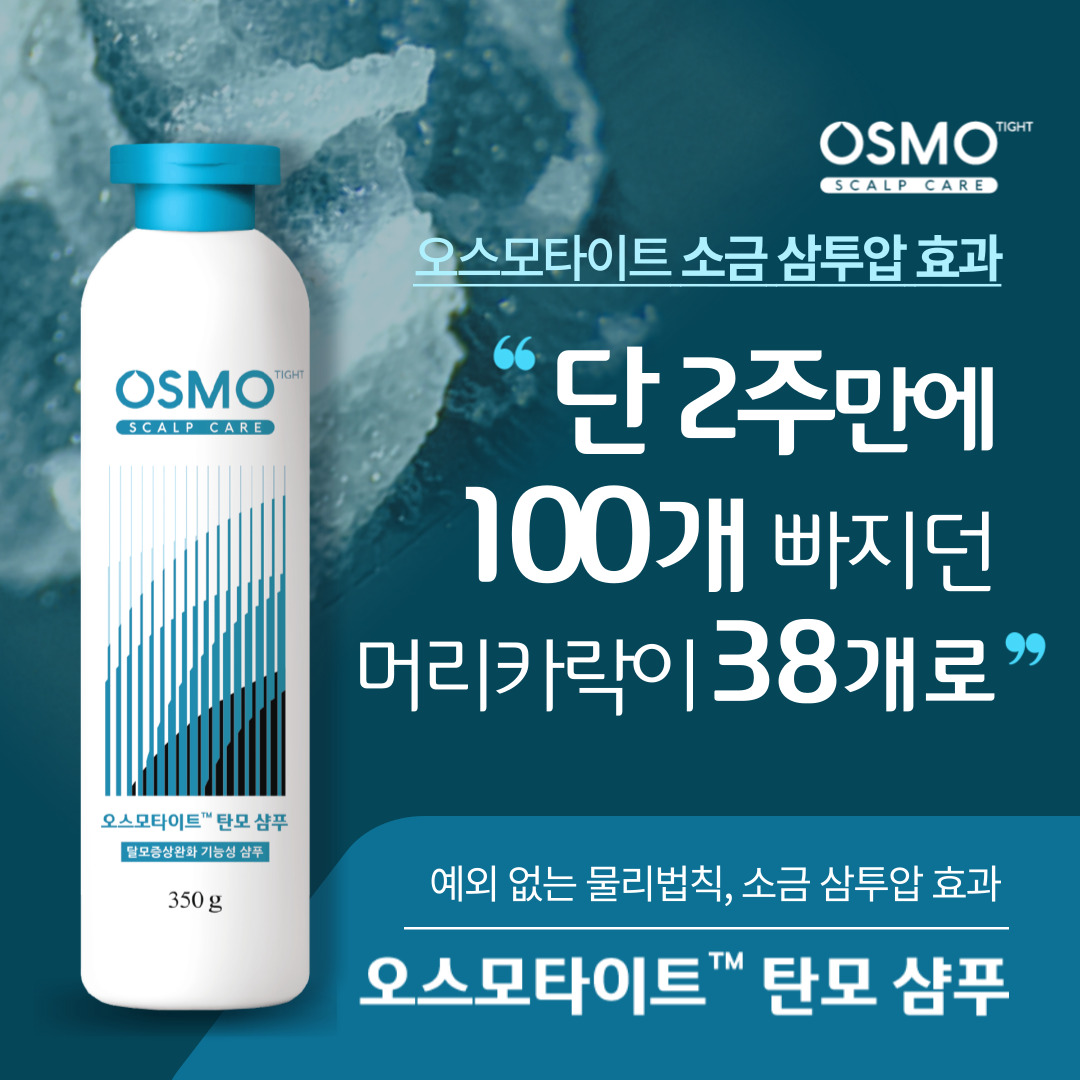 OSMO TIGHT
SCALP CARE
오스모타이트 소금 삼투압 효과
“ 단 2주만에
100개 빠지던
머리카락이 38개로 ”
OSMO TIGHT
SCALP CARE
오스모타이트™ 탄모 샴푸
탈모증상완화 기능성 샴푸
350 g
예외 없는 물리법칙, 소금 삼투압 효과
오스모타이트™ 탄모 샴푸